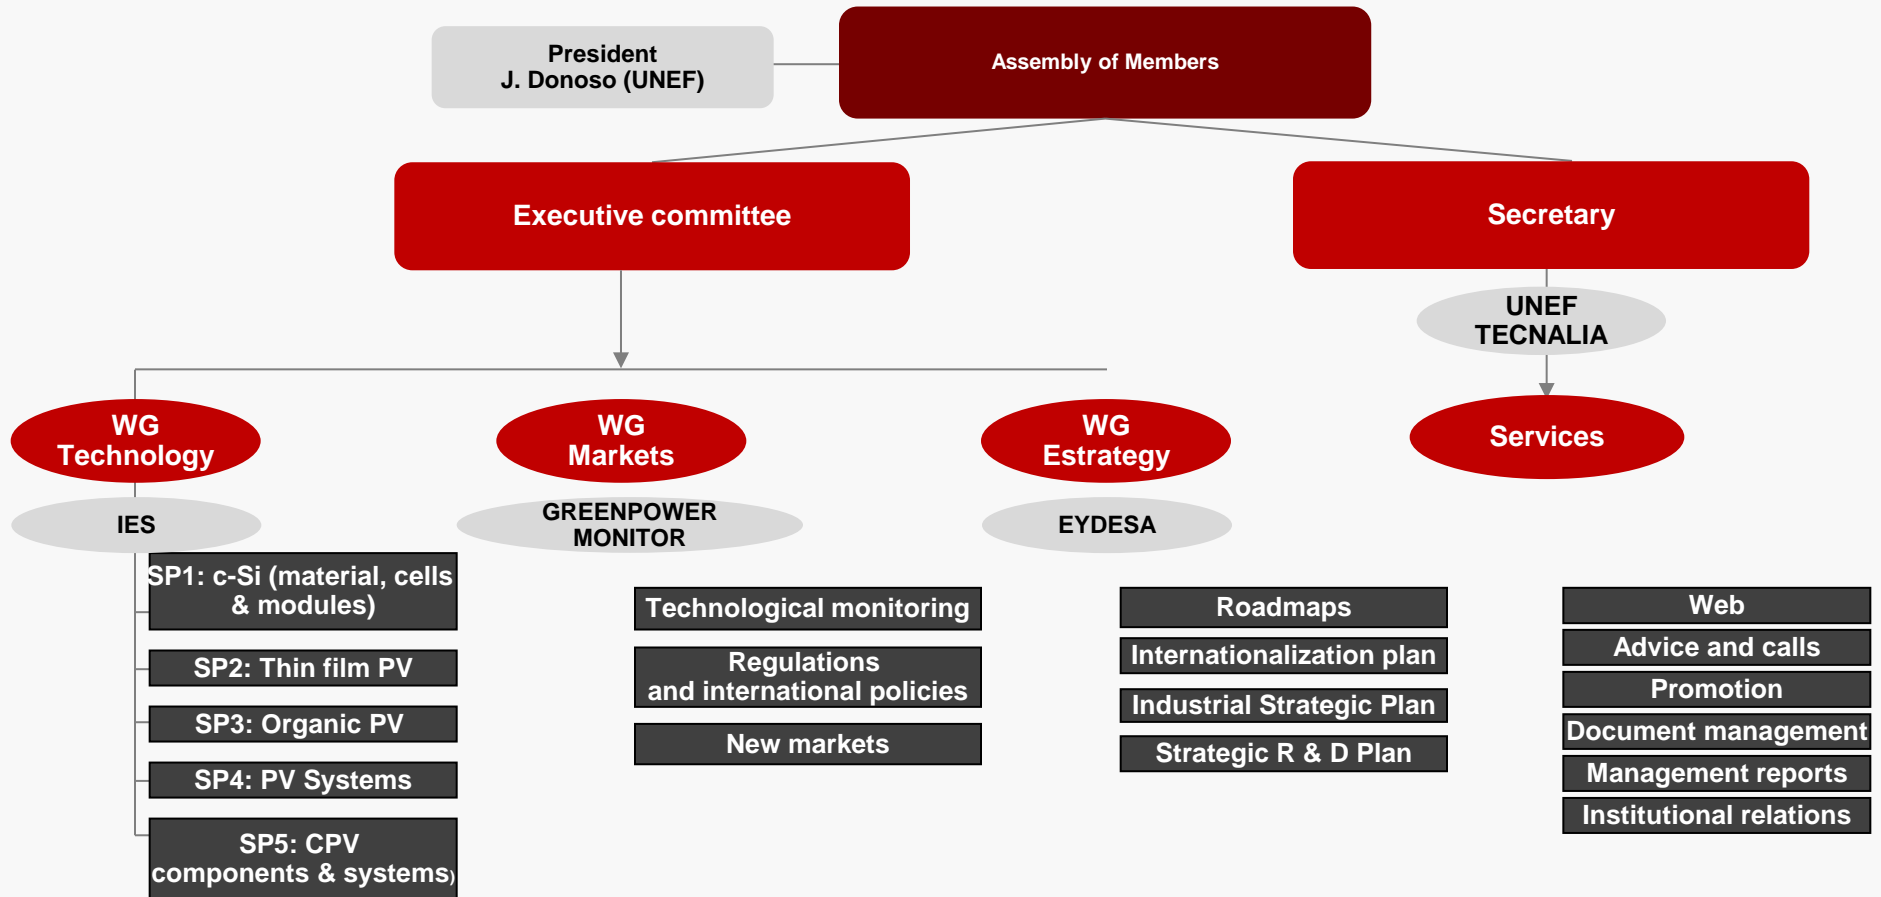 President
J. Donoso (UNEF)
Assembly of Members
Executive committee
Secretary
UNEF
TECNALIA
WG
Technology
WG
Markets
WG
Estrategy
Services
IES
GREENPOWER
MONITOR
EYDESA
SP1: c-Si (material, cells
& modules)
SP2: Thin film PV
SP3: Organic PV
SP4: PV Systems
SP5: CPV
components & systems)
Technological monitoring
Regulations
and international policies
New markets
Roadmaps
Internationalization plan
Industrial Strategic Plan
Strategic R & D Plan
Web
Advice and calls
Promotion
Document management
Management reports
Institutional relations